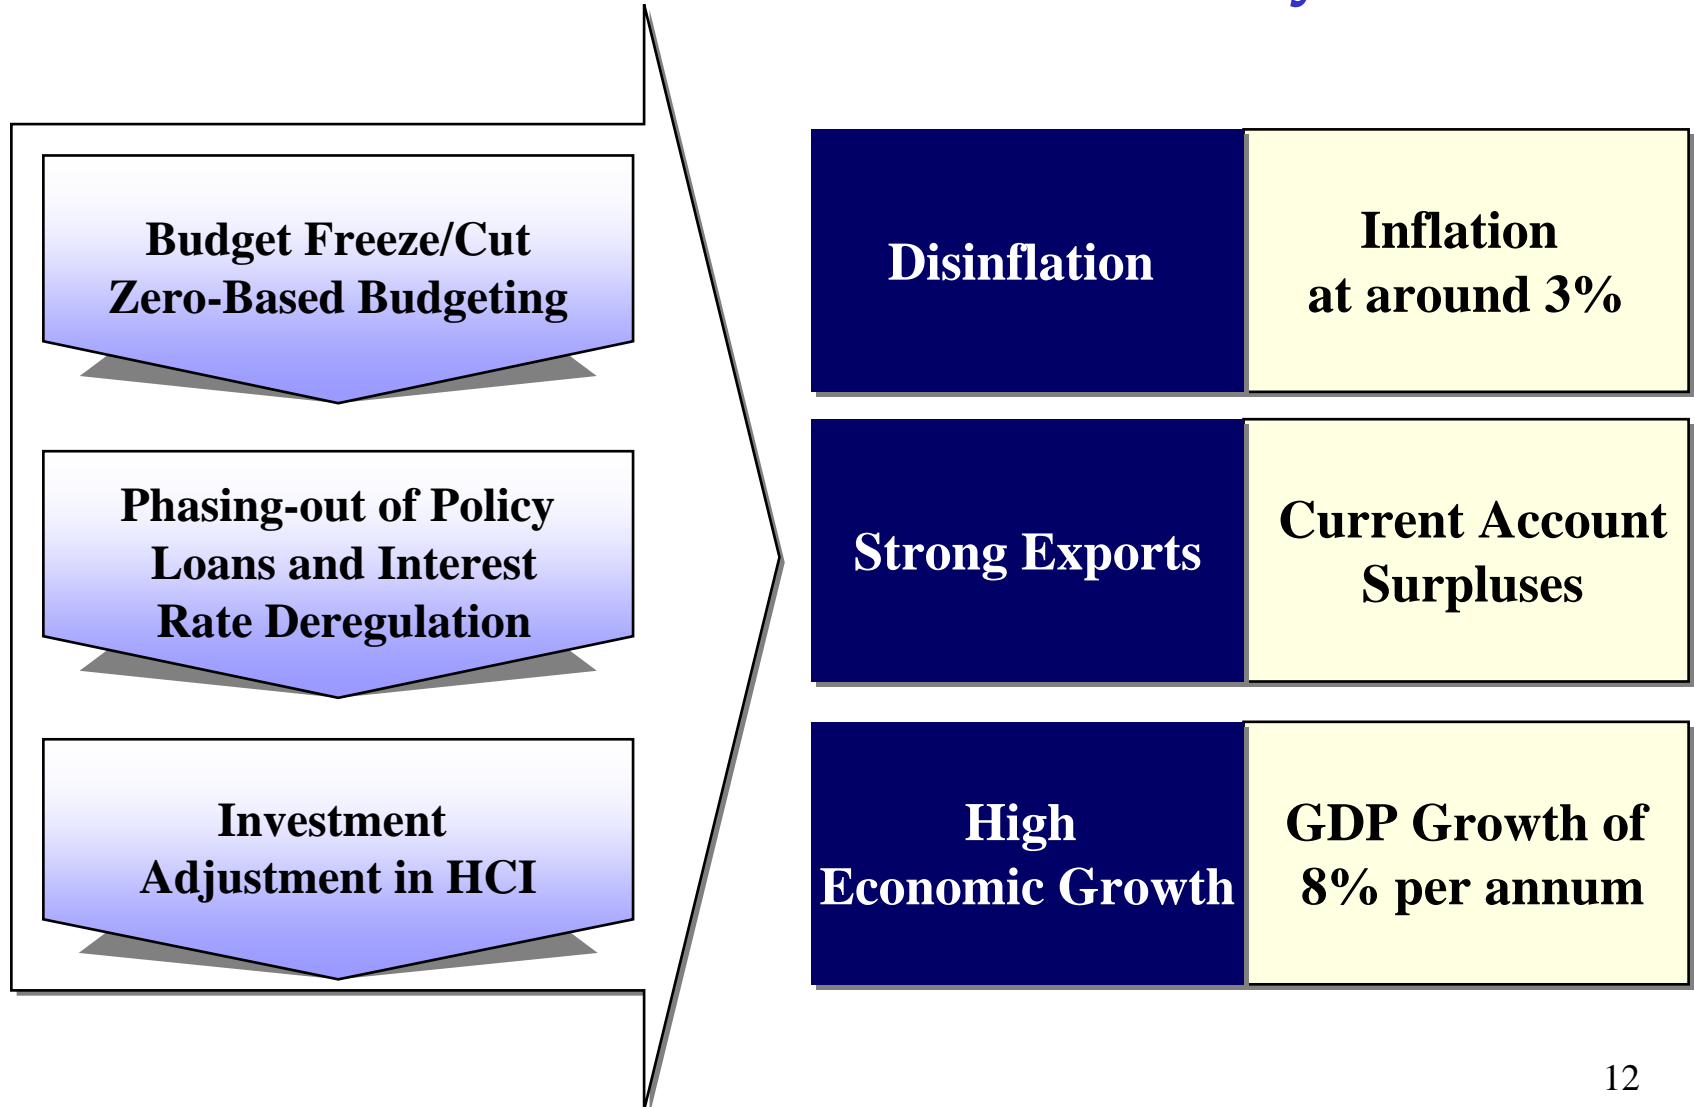 Budget Freeze/Cut
Zero-Based Budgeting
Phasing-out of Policy
Loans and Interest
Rate Deregulation
Investment
Adjustment in HCI
Disinflation
Inflation
at around 3%
Strong Exports
Current Account
Surpluses
High
Economic Growth
GDP Growth of
8% per annum
12